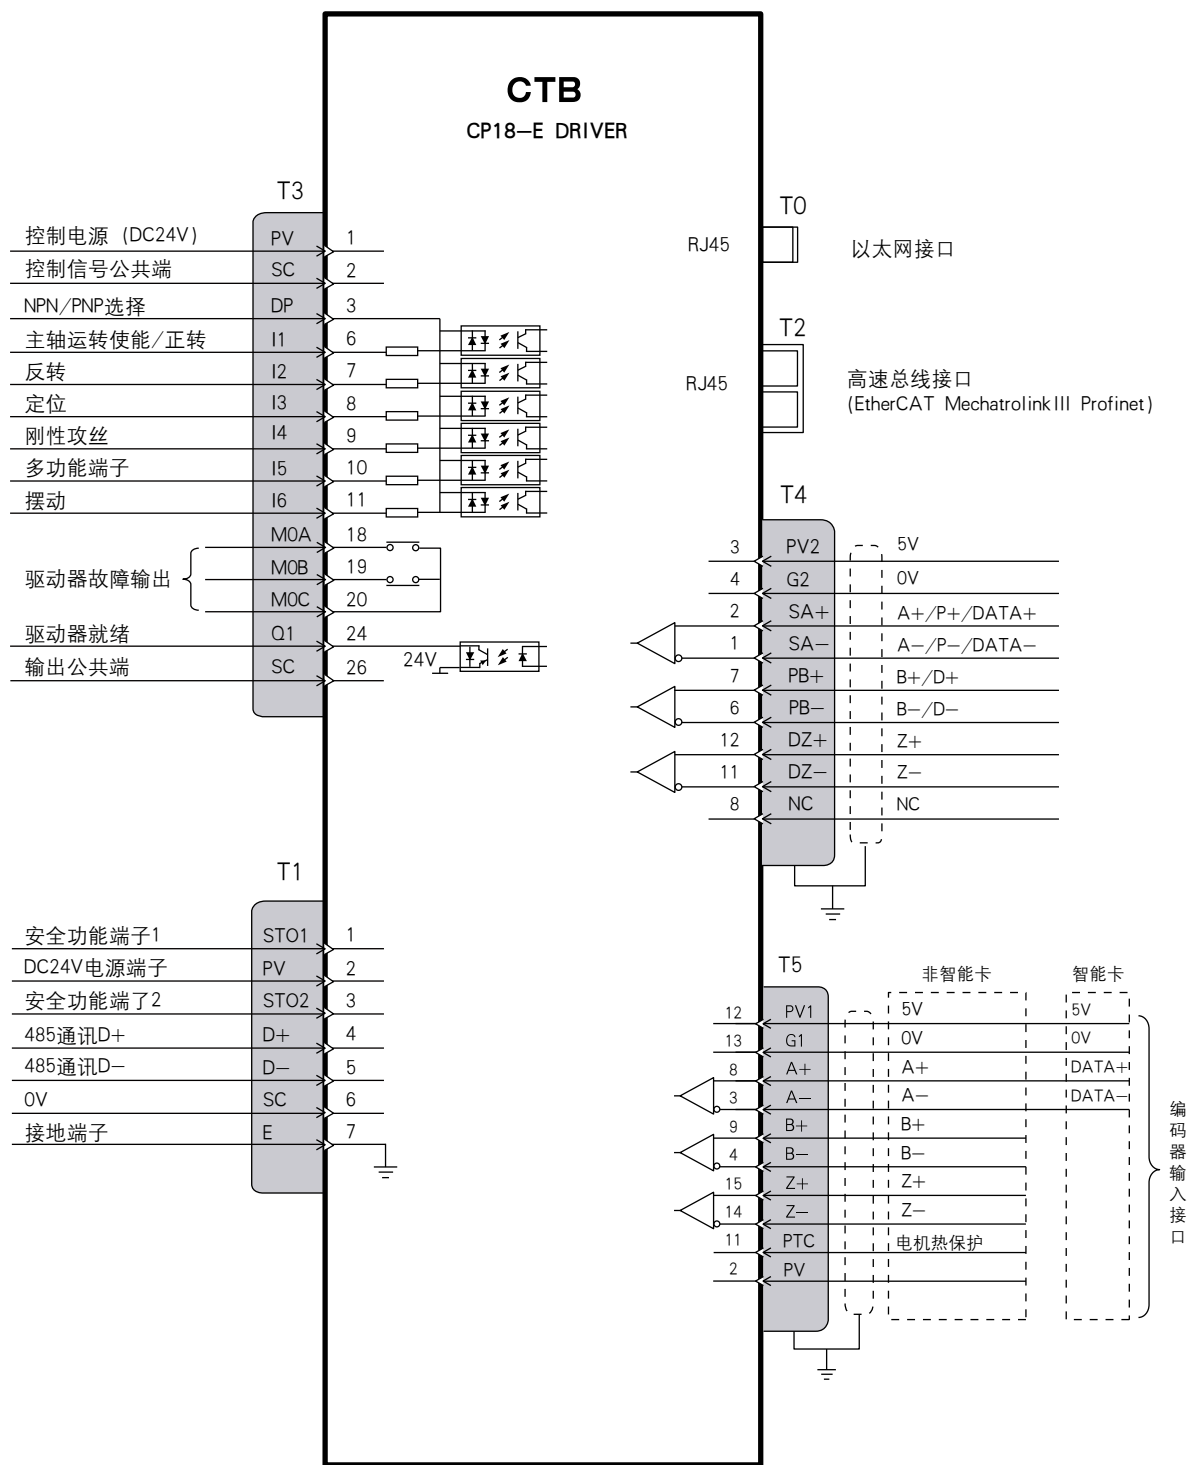 CTB
CP18-E DRIVER
T3
控制电源 (DC24V) PV 1
控制信号公共端 SC 2
NPN/PNP选择 DP 3
主轴运转使能/正转 I1 6
反转 I2 7
定位 I3 8
刚性攻丝 I4 9
多功能端子 I5 10
摆动 I6 11
驱动器故障输出
M0A 18
M0B 19
M0C 20
驱动器就绪 Q1 24
输出公共端 SC 26
24V
T1
安全功能端子1 STO1 1
DC24V电源端子 PV 2
安全功能端了2 STO2 3
485通讯D+ D+ 4
485通讯D- D- 5
0V SC 6
接地端子 E 7
T0
RJ45 以太网接口
T2
RJ45 高速总线接口
(EtherCAT MechatrolinkIII Profinet)
T4
3 PV2 5V
4 G2 0V
2 SA+ A+/P+/DATA+
1 SA- A-/P-/DATA-
7 PB+ B+/D+
6 PB- B-/D-
12 DZ+ Z+
11 DZ- Z-
8 NC NC
T5 非智能卡 智能卡
12 PV1 5V 5V
13 G1 0V 0V
8 A+ A+ DATA+
3 A- A- DATA-
9 B+ B+
4 B- B-
15 Z+ Z+
14 Z- Z-
11 PTC 电机热保护
2 PV
编码器输入接口